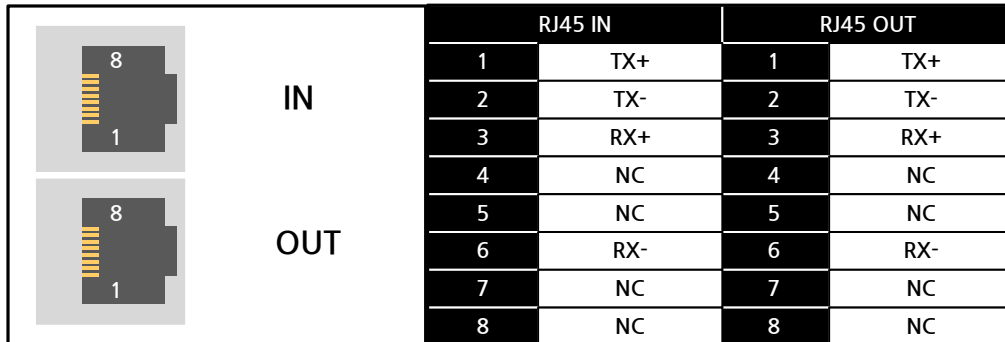 8
1
IN
8
1
OUT
RJ45 IN RJ45 OUT
1 TX+ 1 TX+
2 TX- 2 TX-
3 RX+ 3 RX+
4 NC 4 NC
5 NC 5 NC
6 RX- 6 RX-
7 NC 7 NC
8 NC 8 NC